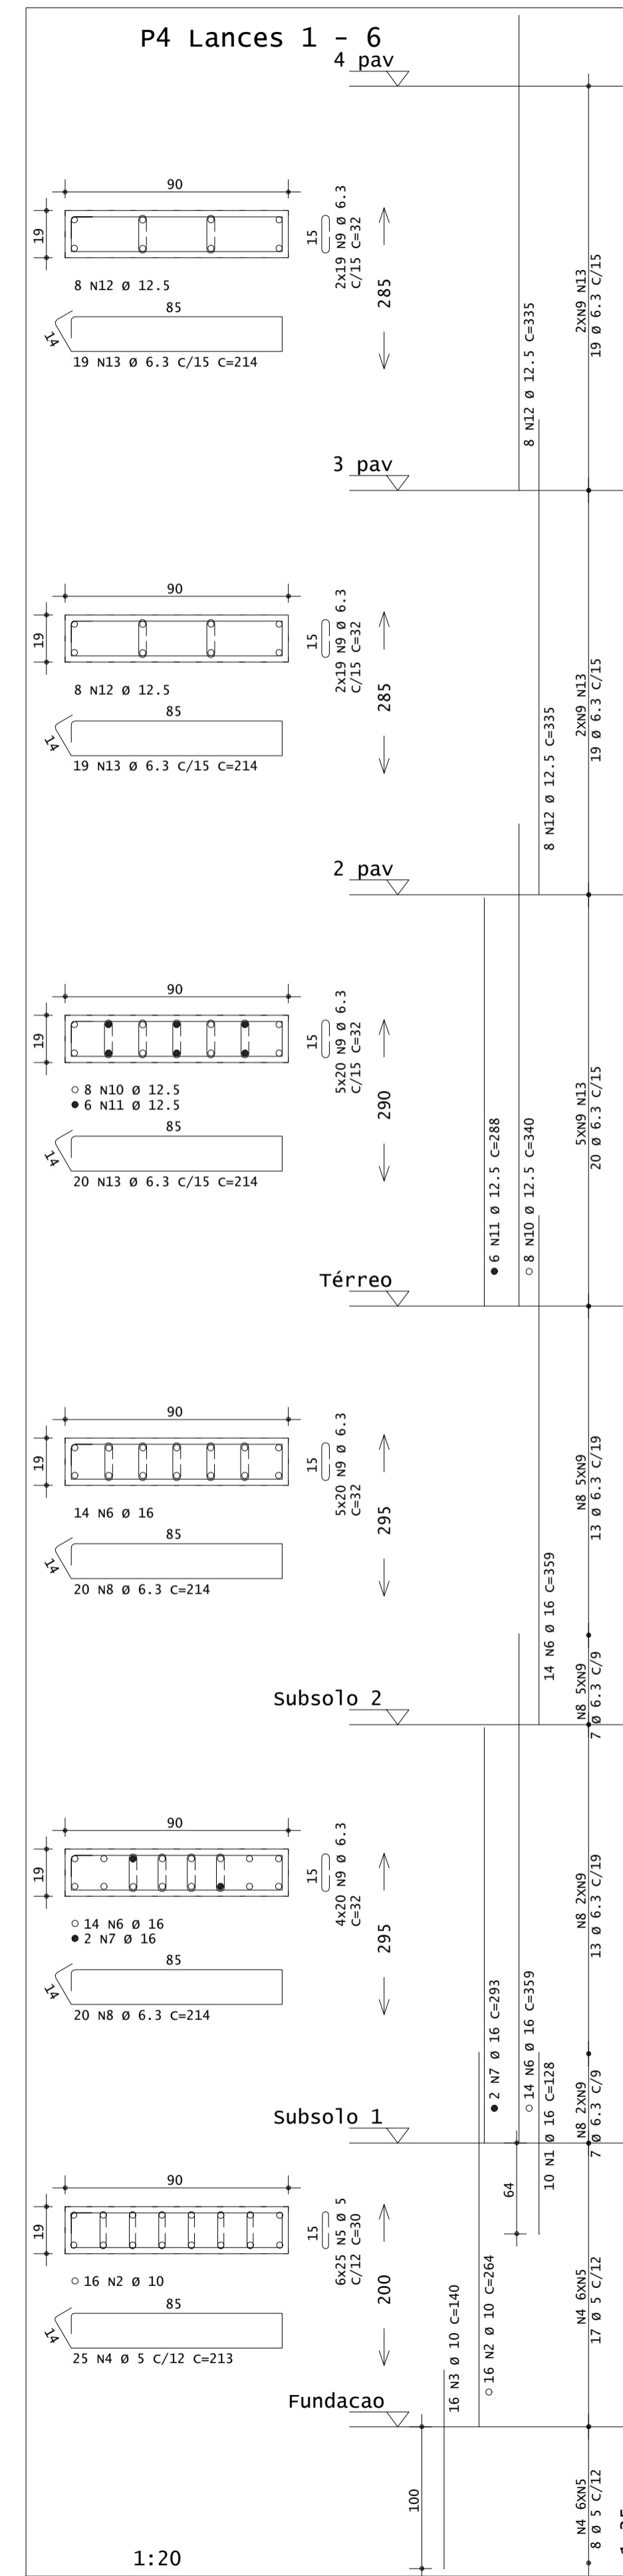 P4 Lances 1 - 6
4 pav
90
19
15
2x19 N9 Ø 6.3
C/15 C=32
285
8 N12 Ø 12.5
85
14
19 N13 Ø 6.3 C/15 C=214
8 N12 Ø 12.5 C=335
2xN9 N13
19 Ø 6.3 C/15
3 pav
90
19
15
2x19 N9 Ø 6.3
C/15 C=32
285
8 N12 Ø 12.5
85
14
19 N13 Ø 6.3 C/15 C=214
8 N12 Ø 12.5 C=335
2xN9 N13
19 Ø 6.3 C/15
2 pav
90
19
15
5x20 N9 Ø 6.3
C/15 C=32
290
8 N10 Ø 12.5
6 N11 Ø 12.5
85
14
20 N13 Ø 6.3 C/15 C=214
6 N11 Ø 12.5 C=288
8 N10 Ø 12.5 C=340
5xN9 N13
20 Ø 6.3 C/15
Térreo
90
19
15
5x20 N9 Ø 6.3
C=32
295
14 N6 Ø 16
85
14
20 N8 Ø 6.3 C=214
14 N6 Ø 16 C=359
N8 5xN9
13 Ø 6.3 C/19
N8 5xN9
7 Ø 6.3 C/9
Subsolo 2
90
19
15
4x20 N9 Ø 6.3
C=32
295
14 N6 Ø 16
2 N7 Ø 16
85
14
20 N8 Ø 6.3 C=214
2 N7 Ø 16 C=293
14 N6 Ø 16 C=359
10 N1 Ø 16 C=128
N8 2xN9
13 Ø 6.3 C/19
N8 2xN9
7 Ø 6.3 C/9
Subsolo 1
64
90
19
15
6x25 N5 Ø 5
C/12 C=30
200
16 N2 Ø 10
85
14
25 N4 Ø 5 C/12 C=213
16 N3 Ø 10 C=140
16 N2 Ø 10 C=264
N4 6xN5
17 Ø 5 C/12
Fundacao
100
N4 6xN5
8 Ø 5 C/12
1:20